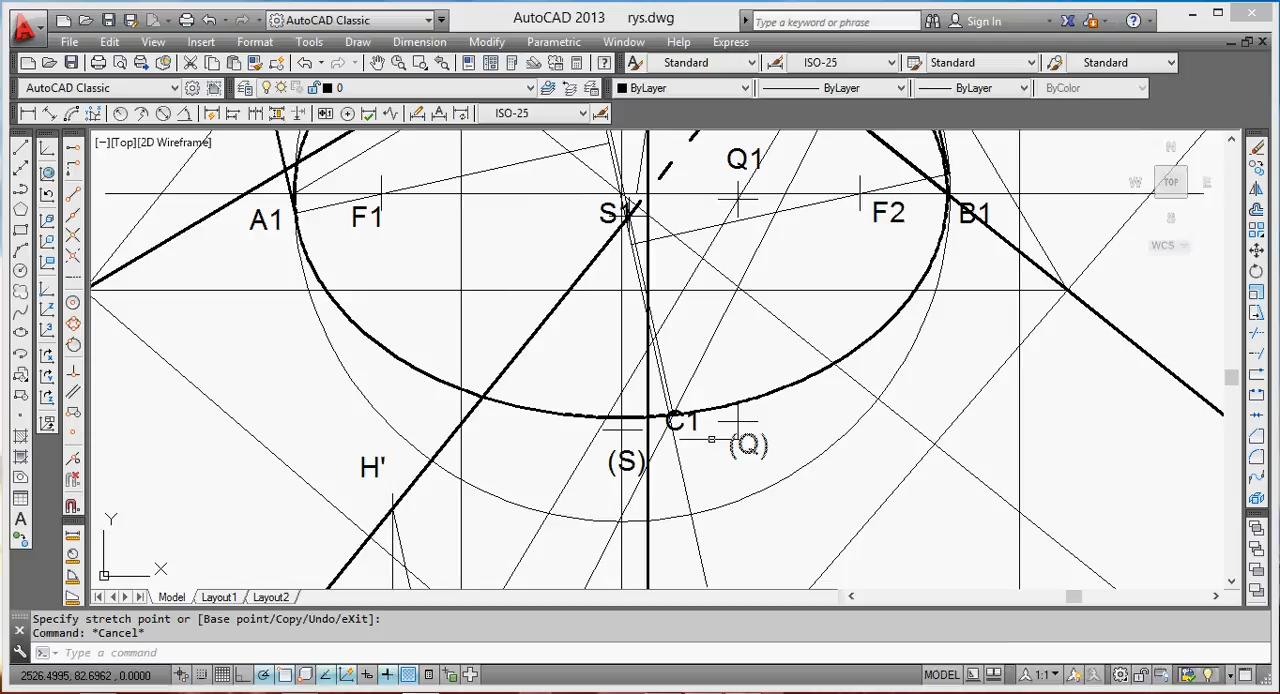 AutoCAD Classic
AutoCAD 2013 rys.dwg
Type a keyword or phrase
Sign In
File Edit View Insert Format Tools Draw Dimension Modify Parametric Window Help Express
Standard ISO-25 Standard Standard
AutoCAD Classic 0 ByLayer ByLayer ByLayer ByColor
ISO-25
[−][Top][2D Wireframe]
N
W TOP E
S
WCS
Q1
A1 F1 S1 F2 B1
C1
(Q)
H' (S)
Y
X
Model Layout1 Layout2
Specify stretch point or [Base point/Copy/Undo/eXit]:
Command: *Cancel*
Type a command
2526.4995, 82.6962 , 0.0000 MODEL 1:1